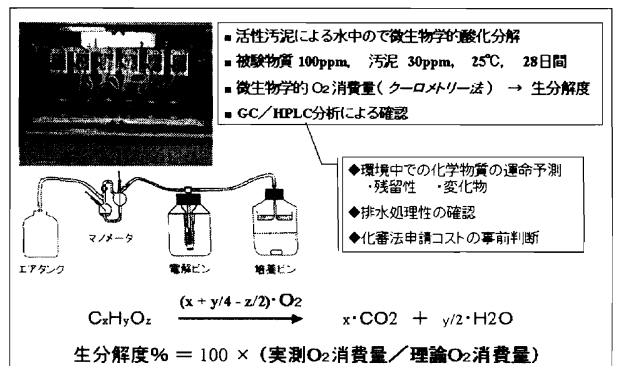 ■ 活性汚泥による水中ので微生物学的酸化分解
■ 被験物質 100ppm, 汚泥 30ppm, 25℃, 28日間
■ 微生物学的O2消費量(クーロメトリー法) → 生分解度
■ GC/HPLC分析による確認
◆環境中での化学物質の運命予測
・残留性 ・変化物
◆排水処理性の確認
◆化審法申請コストの事前判断
エアタンク マノメータ 電解ビン 培養ビン
(x + y/4 - z/2)・O2
CxHyOz x・CO2 + y/2・H2O
生分解度% = 100 × (実測O2消費量/理論O2消費量)